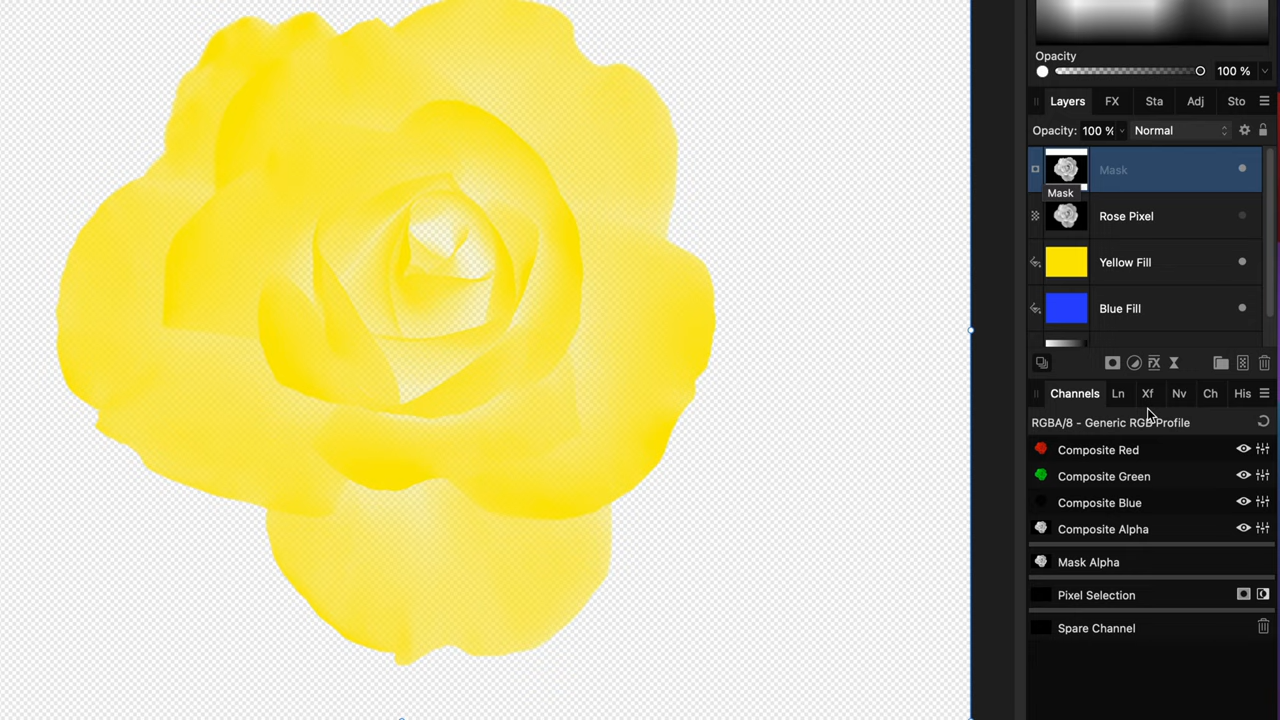 Opacity
100 %
Layers FX Sta Adj Sto
Opacity: 100 % Normal
Mask
Mask
Rose Pixel
Yellow Fill
Blue Fill
Channels Ln Xf Nv Ch His
RGBA/8 - Generic RGB Profile
Composite Red
Composite Green
Composite Blue
Composite Alpha
Mask Alpha
Pixel Selection
Spare Channel